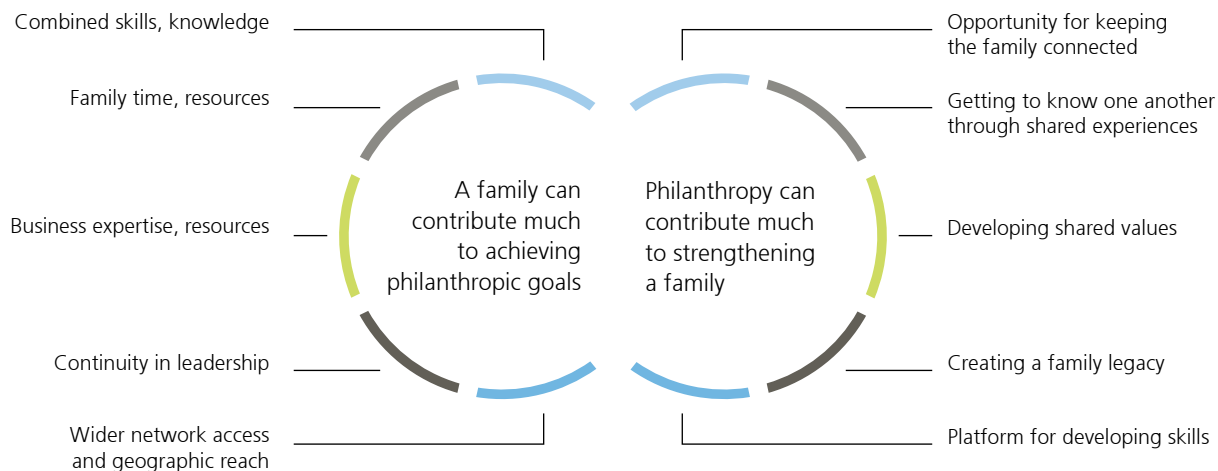 Combined skills, knowledge
Family time, resources
Business expertise, resources
Continuity in leadership
Wider network access
and geographic reach
A family can
contribute much
to achieving
philanthropic goals
Philanthropy can
contribute much
to strengthening
a family
Opportunity for keeping
the family connected
Getting to know one another
through shared experiences
Developing shared values
Creating a family legacy
Platform for developing skills